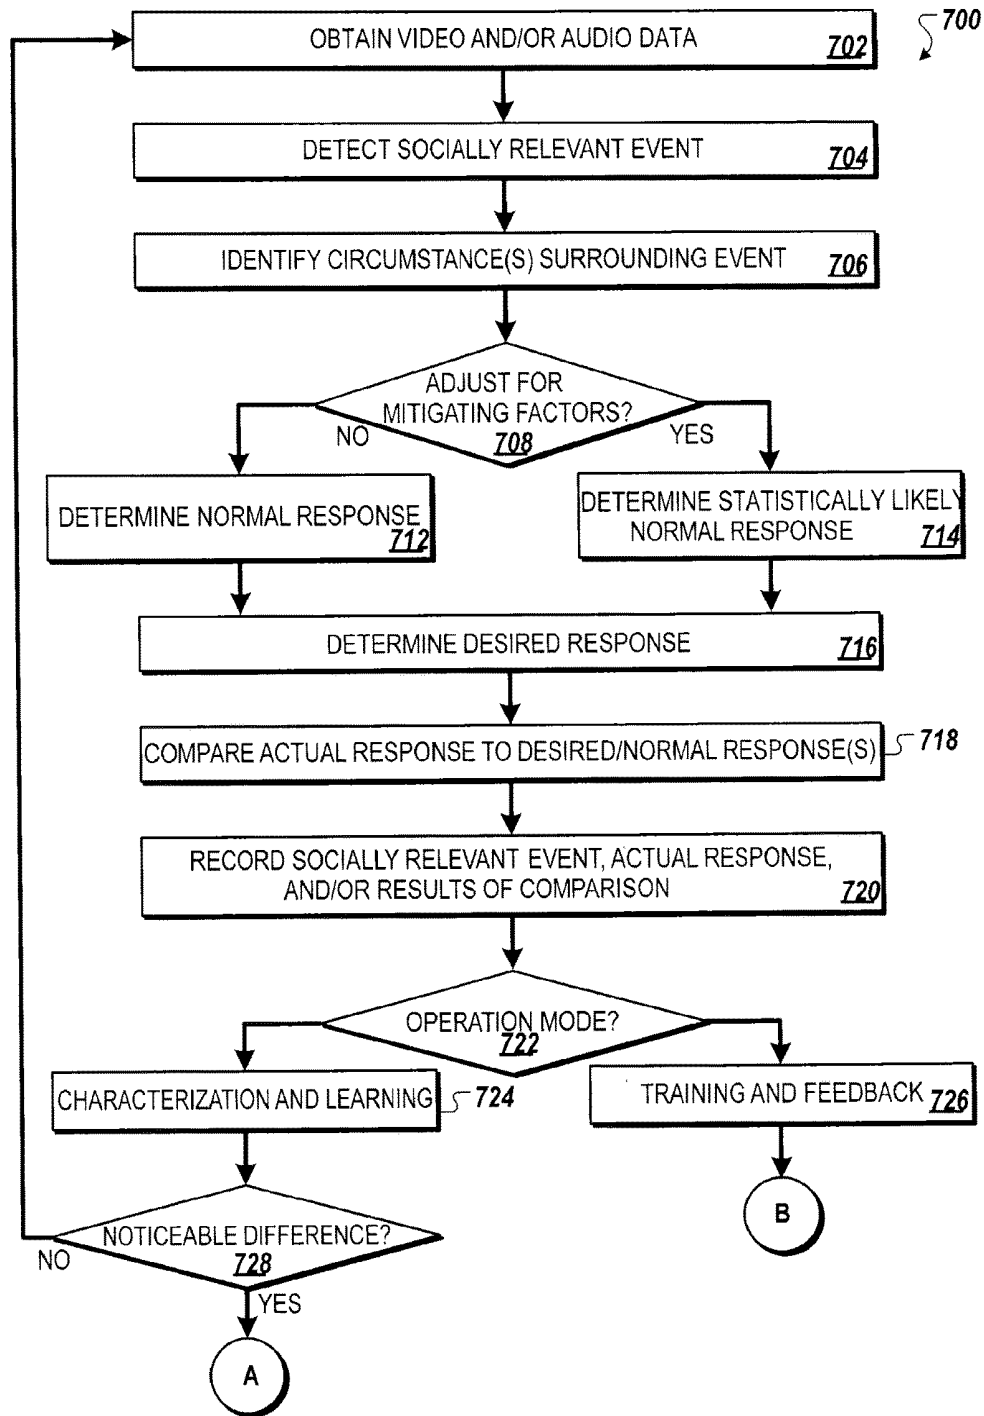 700
OBTAIN VIDEO AND/OR AUDIO DATA
702
DETECT SOCIALLY RELEVANT EVENT
704
IDENTIFY CIRCUMSTANCE(S) SURROUNDING EVENT
706
ADJUST FOR
MITIGATING FACTORS?
708
NO
YES
DETERMINE NORMAL RESPONSE
712
DETERMINE STATISTICALLY LIKELY
NORMAL RESPONSE
714
DETERMINE DESIRED RESPONSE
716
COMPARE ACTUAL RESPONSE TO DESIRED/NORMAL RESPONSE(S)
718
RECORD SOCIALLY RELEVANT EVENT, ACTUAL RESPONSE,
AND/OR RESULTS OF COMPARISON
720
OPERATION MODE?
722
CHARACTERIZATION AND LEARNING
724
TRAINING AND FEEDBACK
726
B
NOTICEABLE DIFFERENCE?
728
NO
YES
A